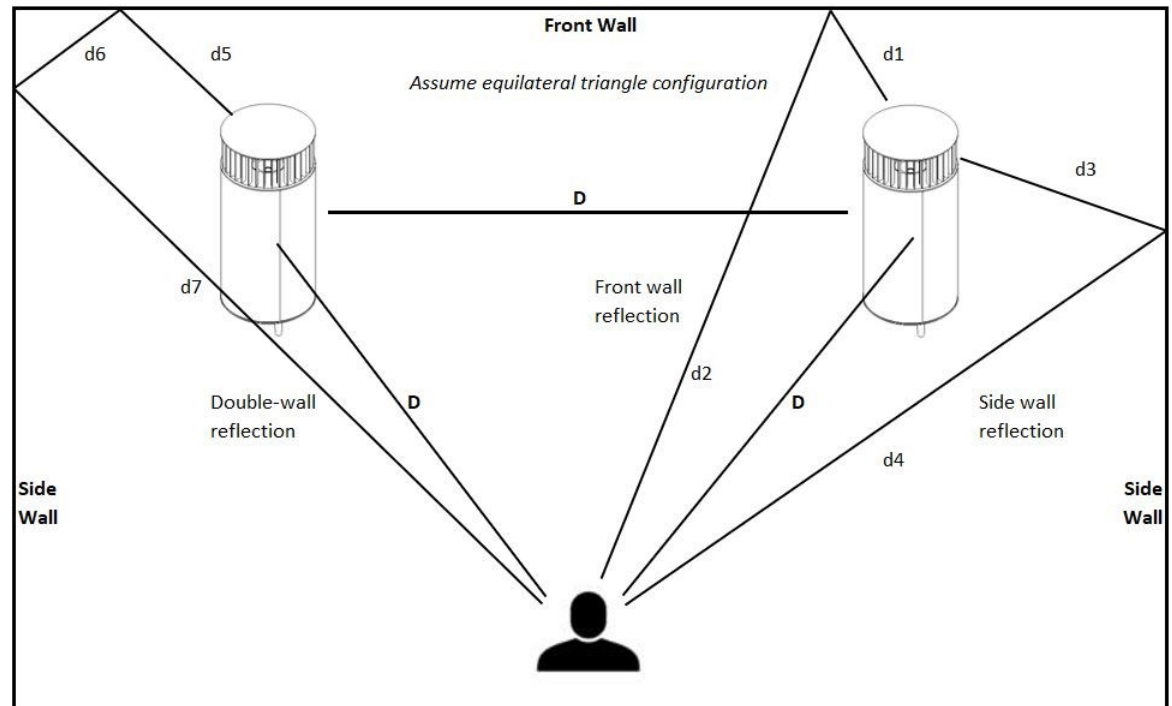 Front Wall
d6
d5
d1
Assume equilateral triangle configuration
d3
D
d7
Front wall
reflection
d2
Double-wall
reflection
D
D
Side wall
reflection
d4
Side
Wall
Side
Wall